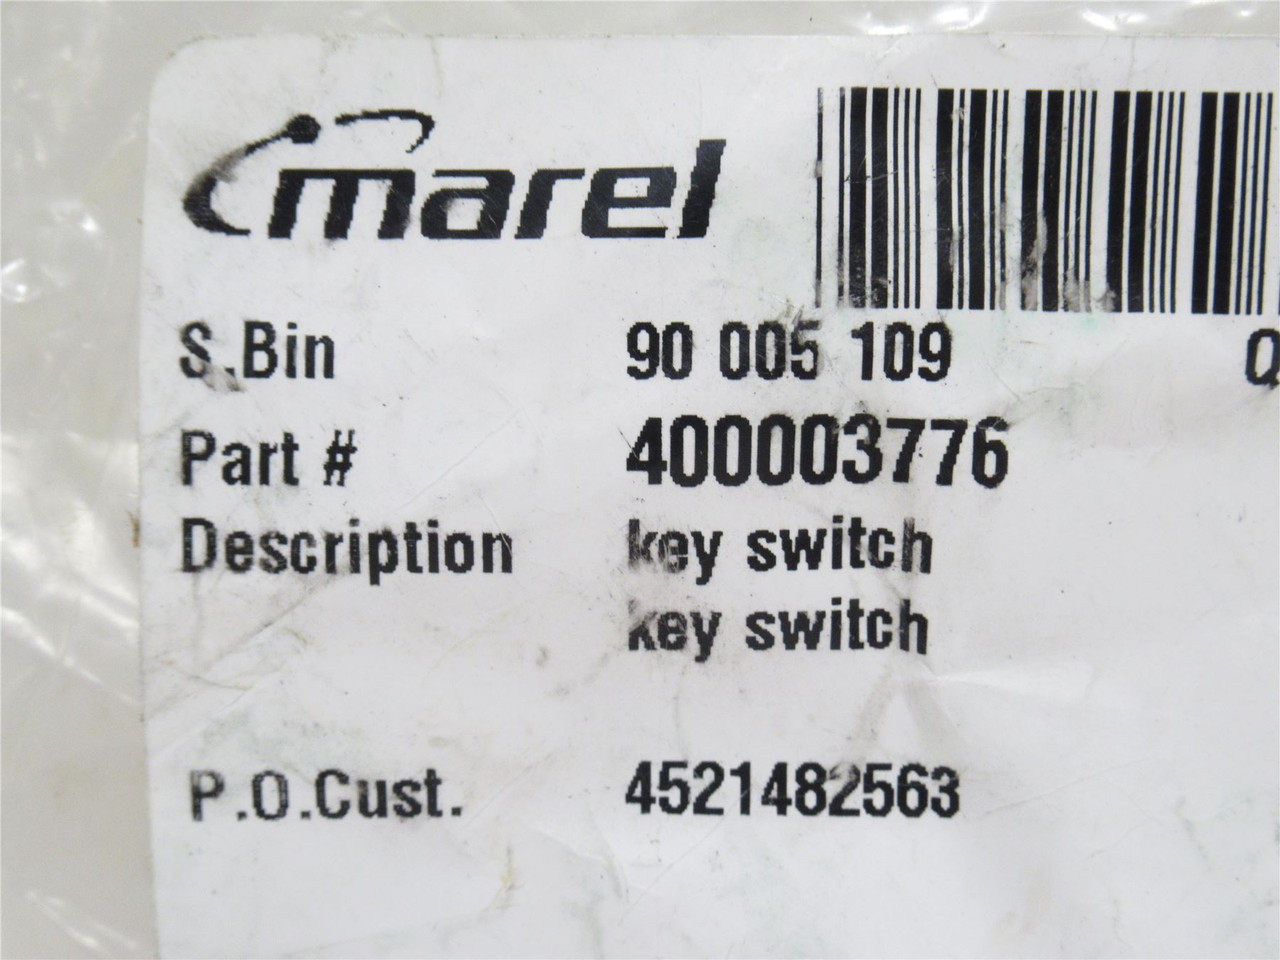 marel
S.Bin 90 005 109 Q
Part # 400003776
Description key switch
key switch
P.O.Cust. 4521482563